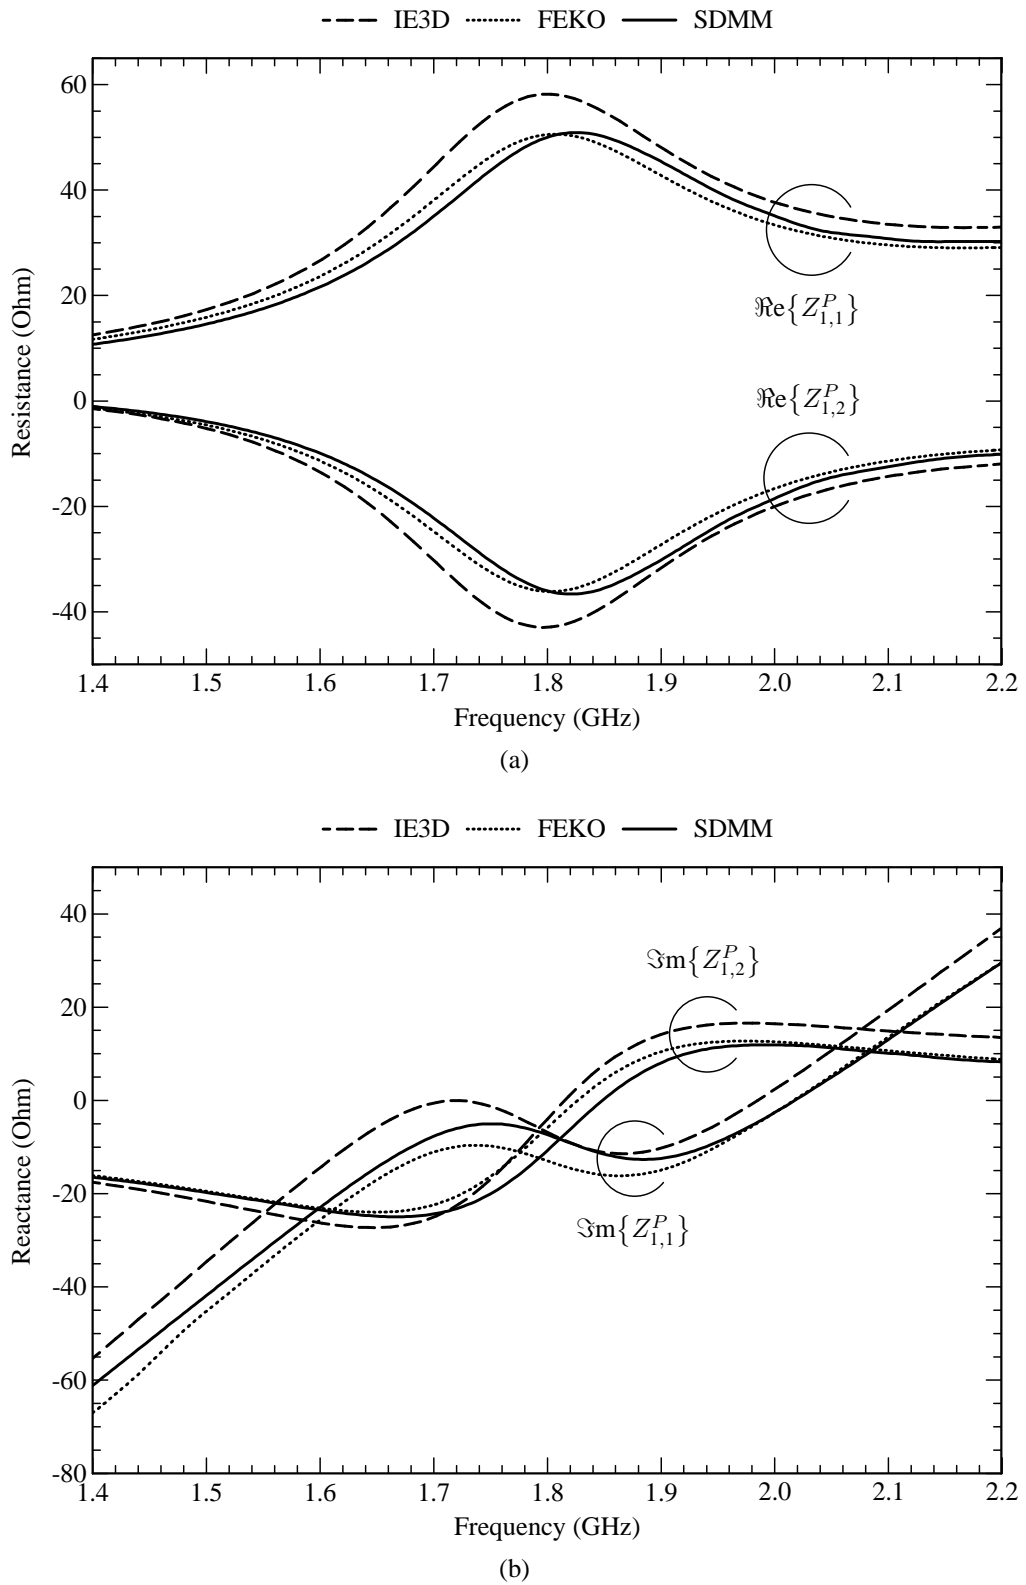 IE3D FEKO SDMM
60
40
20
0
-20
-40
Resistance (Ohm)
ℜe{Z^P_{1,1}}
ℜe{Z^P_{1,2}}
1.4 1.5 1.6 1.7 1.8 1.9 2.0 2.1 2.2
Frequency (GHz)
(a)
IE3D FEKO SDMM
40
20
0
-20
-40
-60
-80
Reactance (Ohm)
ℑm{Z^P_{1,2}}
ℑm{Z^P_{1,1}}
1.4 1.5 1.6 1.7 1.8 1.9 2.0 2.1 2.2
Frequency (GHz)
(b)